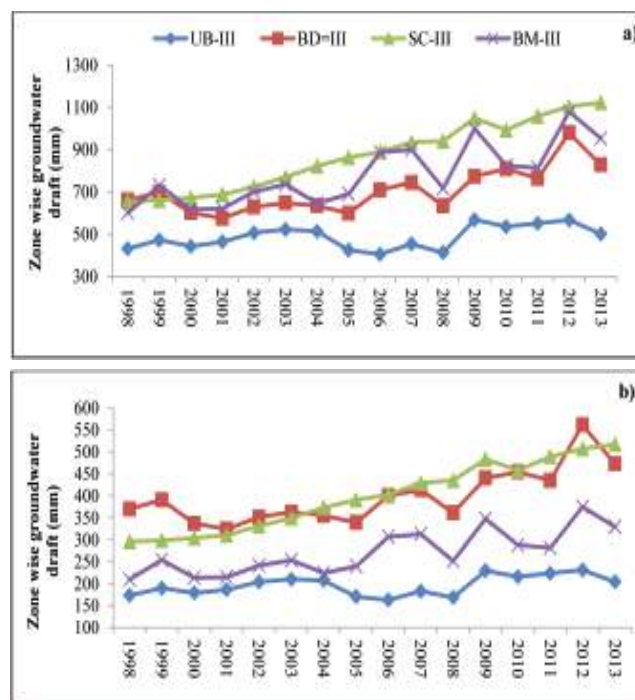 UB-III BD=III SC-III BM-III
a)
Zone wise groundwater
draft (mm)
1300
1100
900
700
500
300
1998 1999 2000 2001 2002 2003 2004 2005 2006 2007 2008 2009 2010 2011 2012 2013
b)
Zone wise groundwater
draft (mm)
600
550
500
450
400
350
300
250
200
150
100
1998 1999 2000 2001 2002 2003 2004 2005 2006 2007 2008 2009 2010 2011 2012 2013